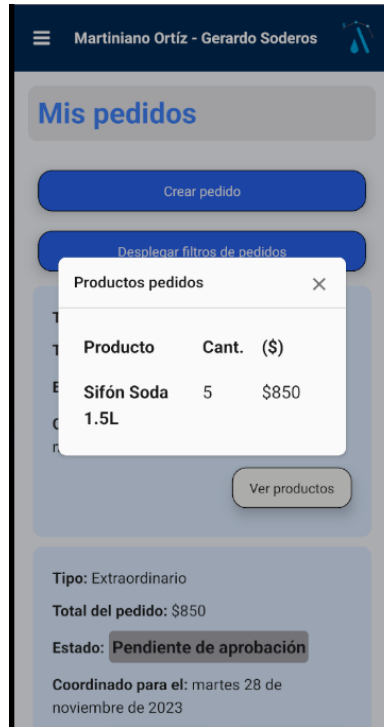 Martiniano Ortíz - Gerardo Soderos
Mis pedidos
Crear pedido
Desplegar filtros de pedidos
Productos pedidos
Producto Cant. ($)
Sifón Soda 5 $850
1.5L
Ver productos
Tipo: Extraordinario
Total del pedido: $850
Estado: Pendiente de aprobación
Coordinado para el: martes 28 de
noviembre de 2023